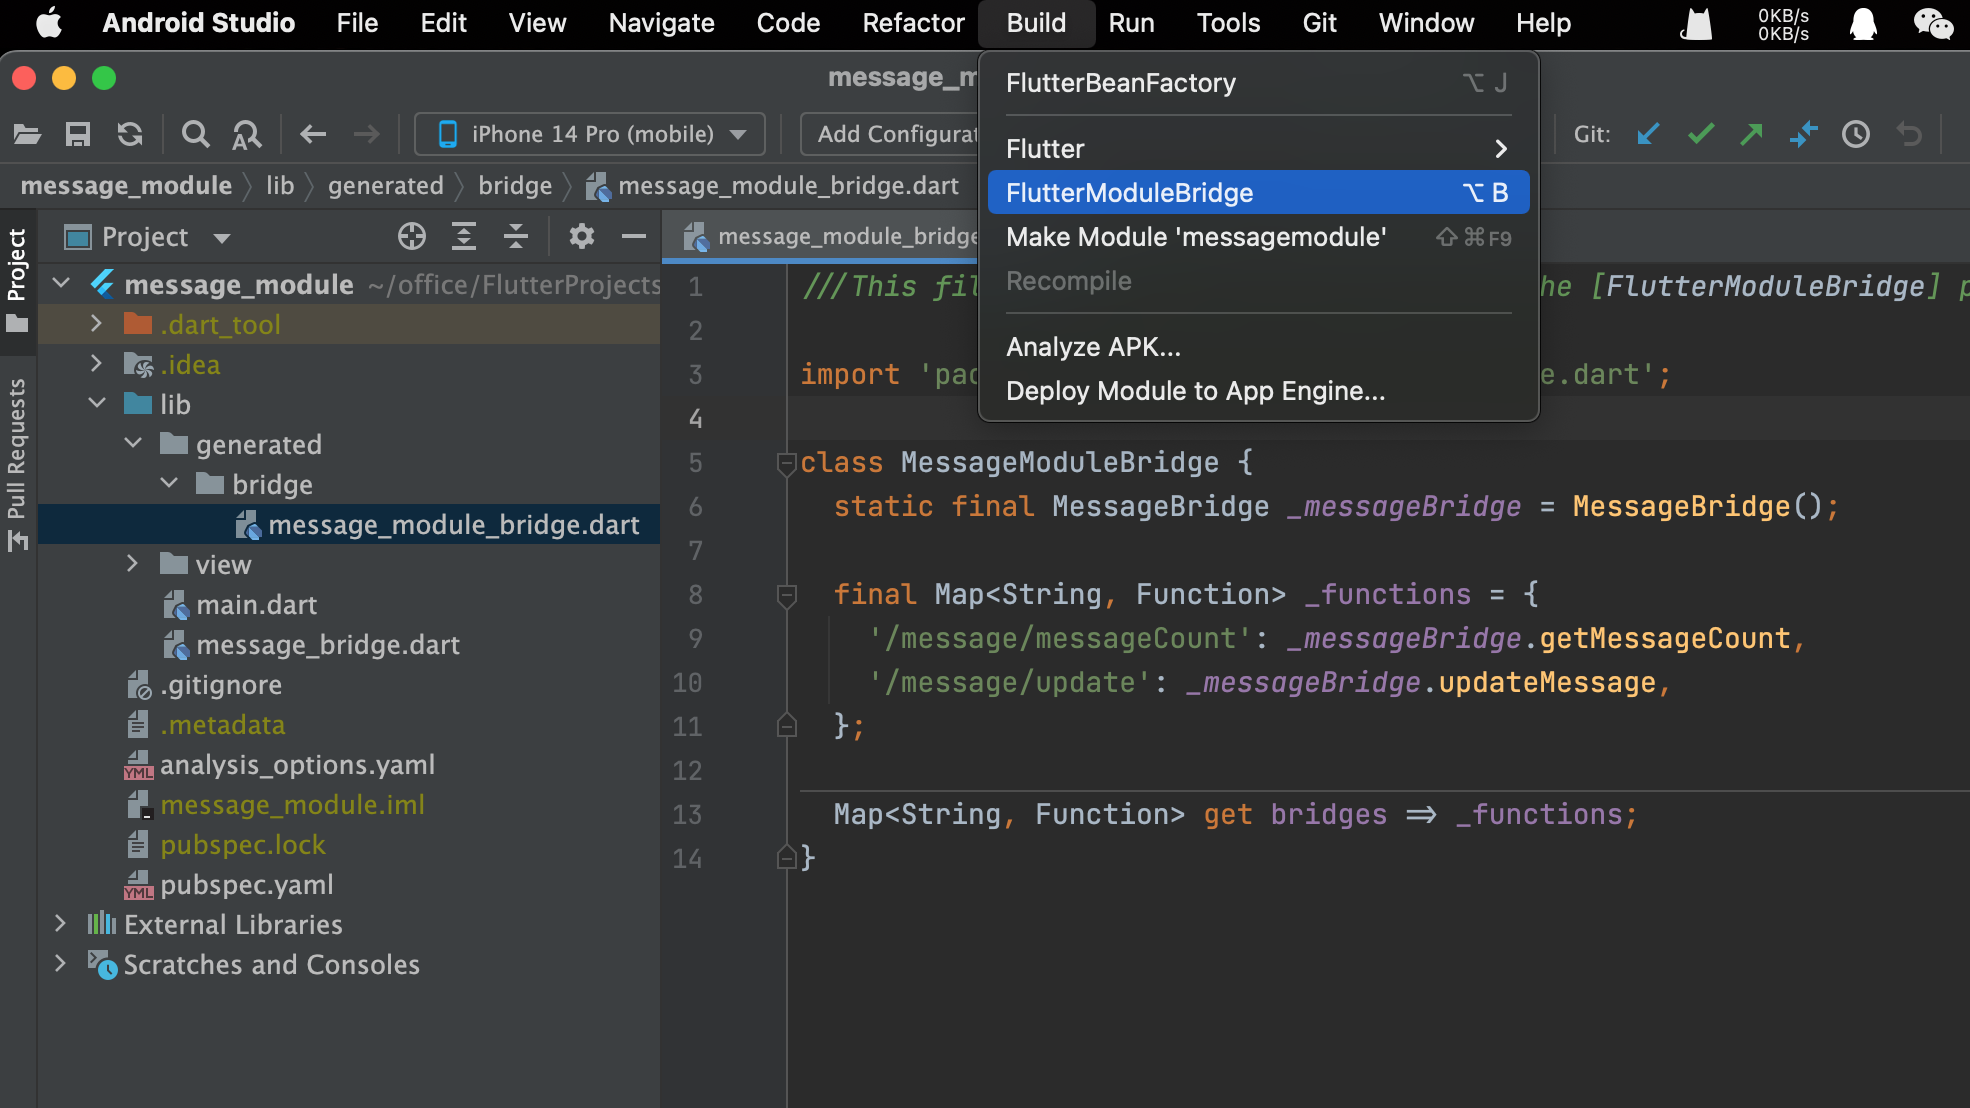 Android Studio File Edit View Navigate Code Refactor Build Run Tools Git Window Help 0KB/s
0KB/s
FlutterBeanFactory ⌥ J
Flutter
FlutterModuleBridge ⌥ B
Make Module 'messagemodule' ⇧⌘F9
Recompile
Analyze APK...
Deploy Module to App Engine...
message_m
iPhone 14 Pro (mobile) Add Configurat Git:
message_module lib generated bridge message_module_bridge.dart
Project
Pull Requests
Project
message_module ~/office/FlutterProjects
.dart_tool
.idea
lib
generated
bridge
message_module_bridge.dart
view
main.dart
message_bridge.dart
.gitignore
.metadata
analysis_options.yaml
message_module.iml
pubspec.lock
pubspec.yaml
External Libraries
Scratches and Consoles
message_module_bridge
1 ///This fil he [FlutterModuleBridge] p
2
3 import 'pac e.dart';
4
5 class MessageModuleBridge {
6 static final MessageBridge _messageBridge = MessageBridge();
7
8 final Map<String, Function> _functions = {
9 '/message/messageCount': _messageBridge.getMessageCount,
10 '/message/update': _messageBridge.updateMessage,
11 };
12
13 Map<String, Function> get bridges => _functions;
14 }